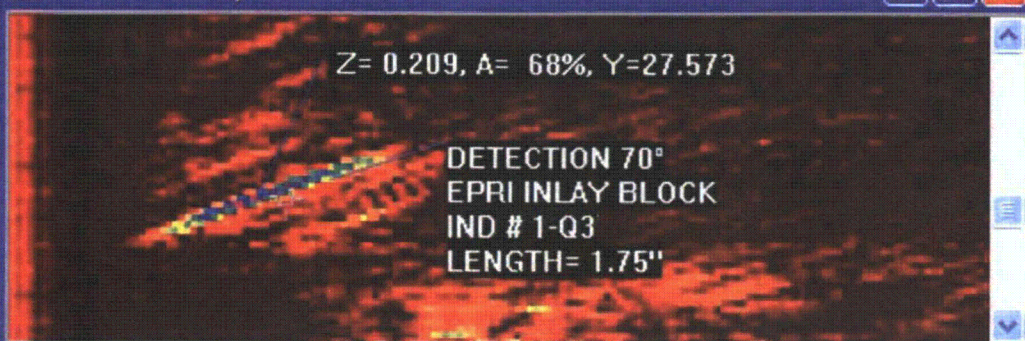 Z= 0.209, A= 68%, Y=27.573
DETECTION 70°
EPRI INLAY BLOCK
IND # 1-Q3
LENGTH= 1.75"